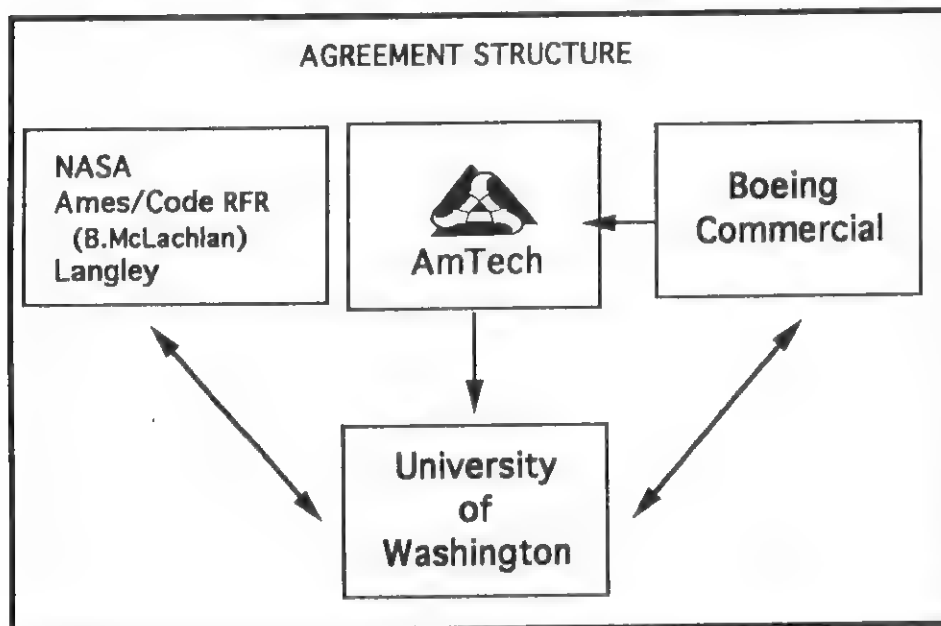 AGREEMENT STRUCTURE
NASA
Ames/Code RFR
(B.McLachlan)
Langley
AmTech
Boeing
Commercial
University
of
Washington